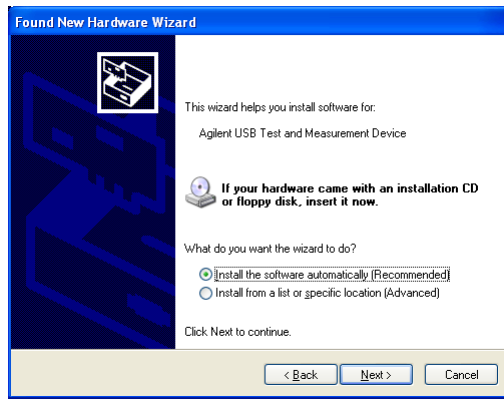 Found New Hardware Wizard
This wizard helps you install software for:
Agilent USB Test and Measurement Device
If your hardware came with an installation CD
or floppy disk, insert it now.
What do you want the wizard to do?
Install the software automatically (Recommended)
Install from a list or specific location (Advanced)
Click Next to continue.
< Back Next > Cancel